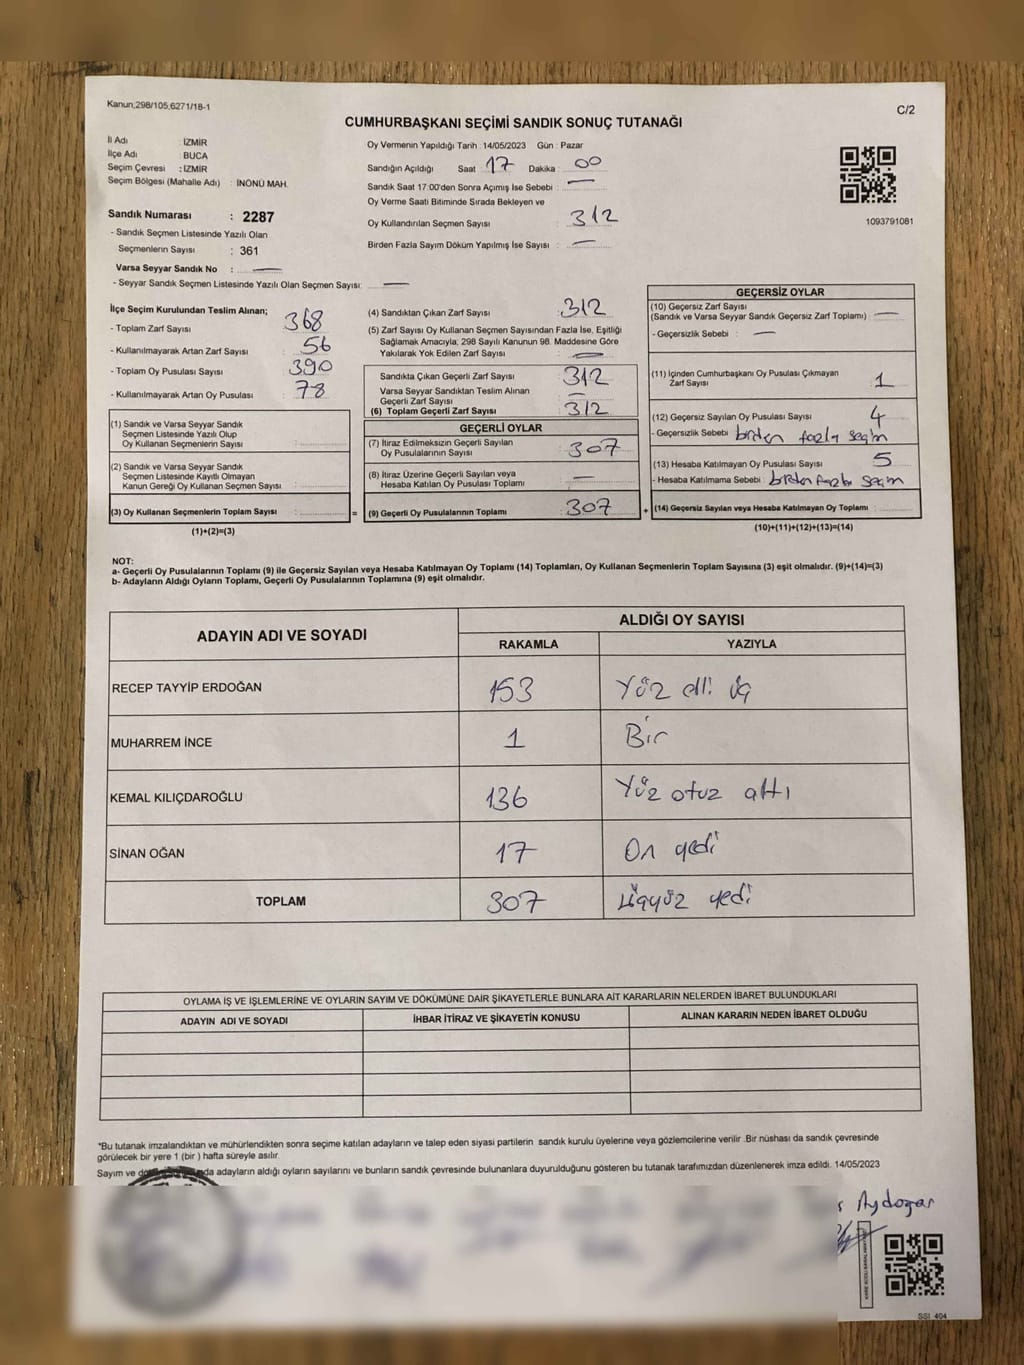 Kanun,298/105,6271/18-1
C/2
CUMHURBAŞKANI SEÇİMİ SANDIK SONUÇ TUTANAĞI
İl Adı : İZMİR
İlçe Adı : BUCA
Seçim Çevresi : İZMİR
Seçim Bölgesi (Mahalle Adı) : İNÖNÜ MAH.
Sandık Numarası : 2287
- Sandık Seçmen Listesinde Yazılı Olan
Seçmenlerin Sayısı : 361
Varsa Seyyar Sandık No : —
- Seyyar Sandık Seçmen Listesinde Yazılı Olan Seçmen Sayısı: —
Oy Vermenin Yapıldığı Tarih : 14/05/2023 Gün : Pazar
Sandığın Açıldığı Saat 17 Dakika : 00
Sandık Saat 17:00'den Sonra Açımış İse Sebebi : —
Oy Verme Saati Bitiminde Sırada Bekleyen ve
Oy Kullandırılan Seçmen Sayısı : 312
Birden Fazla Sayım Döküm Yapılmış İse Sayısı : —
1093791081
İlçe Seçim Kurulundan Teslim Alınan;
- Toplam Zarf Sayısı : 368
- Kullanılmayarak Artan Zarf Sayısı : 56
- Toplam Oy Pusulası Sayısı : 390
- Kullanılmayarak Artan Oy Pusulası : 78
(1) Sandık ve Varsa Seyyar Sandık
Seçmen Listesinde Yazılı Olup
Oy Kullanan Seçmenlerin Sayısı :
(2) Sandık ve Varsa Seyyar Sandık
Seçmen Listesinde Kayıtlı Olmayan
Kanun Gereği Oy Kullanan Seçmen Sayısı :
(3) Oy Kullanan Seçmenlerin Toplam Sayısı :
(1)+(2)=(3)
(4) Sandıktan Çıkan Zarf Sayısı : 312
(5) Zarf Sayısı Oy Kullanan Seçmen Sayısından Fazla İse, Eşitliği
Sağlamak Amacıyla; 298 Sayılı Kanunun 98. Maddesine Göre
Yakılarak Yok Edilen Zarf Sayısı : —
Sandıkta Çıkan Geçerli Zarf Sayısı : 312
Varsa Seyyar Sandıktan Teslim Alınan
Geçerli Zarf Sayısı : —
(6) Toplam Geçerli Zarf Sayısı : 312
GEÇERLİ OYLAR
(7) İtiraz Edilmeksizin Geçerli Sayılan
Oy Pusulalarının Sayısı : 307
(8) İtiraz Üzerine Geçerli Sayılan veya
Hesaba Katılan Oy Pusulası Toplamı : —
= (9) Geçerli Oy Pusulalarının Toplamı : 307
GEÇERSİZ OYLAR
(10) Geçersiz Zarf Sayısı
(Sandık ve Varsa Seyyar Sandık Geçersiz Zarf Toplamı) : —
- Geçersizlik Sebebi : —
(11) İçinden Cumhurbaşkanı Oy Pusulası Çıkmayan
Zarf Sayısı : 1
(12) Geçersiz Sayılan Oy Pusulası Sayısı : 4
- Geçersizlik Sebebi : birden fazla seçim
(13) Hesaba Katılmayan Oy Pusulası Sayısı : 5
- Hesaba Katılmama Sebebi : birden fazla seçim
+ (14) Geçersiz Sayılan veya Hesaba Katılmayan Oy Toplamı :
(10)+(11)+(12)+(13)=(14)
NOT:
a- Geçerli Oy Pusulalarının Toplamı (9) ile Geçersiz Sayılan veya Hesaba Katılmayan Oy Toplamı (14) Toplamları, Oy Kullanan Seçmenlerin Toplam Sayısına (3) eşit olmalıdır. (9)+(14)=(3)
b- Adayların Aldığı Oyların Toplamı, Geçerli Oy Pusulalarının Toplamına (9) eşit olmalıdır.
ADAYIN ADI VE SOYADI
ALDIĞI OY SAYISI
RAKAMLA YAZIYLA
RECEP TAYYİP ERDOĞAN 153 Yüz elli üç
MUHARREM İNCE 1 Bir
KEMAL KILIÇDAROĞLU 136 Yüz otuz altı
SİNAN OĞAN 17 On yedi
TOPLAM 307 Üçyüz yedi
OYLAMA İŞ VE İŞLEMLERİNE VE OYLARIN SAYIM VE DÖKÜMÜNE DAİR ŞİKAYETLERLE BUNLARA AİT KARARLARIN NELERDEN İBARET BULUNDUKLARI
ADAYIN ADI VE SOYADI İHBAR İTİRAZ VE ŞİKAYETİN KONUSU ALINAN KARARIN NEDEN İBARET OLDUĞU
*Bu tutanak imzalandıktan ve mühürlendikten sonra seçime katılan adayların ve talep eden siyasi partilerin sandık kurulu üyelerine veya gözlemcilerine verilir .Bir nüshası da sandık çevresinde
görülecek bir yere 1 (bir ) hafta süreyle asılır.
Sayım ve da adayların aldığı oyların sayılarını ve bunların sandık çevresinde bulunanlara duyurulduğunu gösteren bu tutanak tarafımızdan düzenlenerek imza edildi. 14/05/2023
Aydoğar
SSI 404